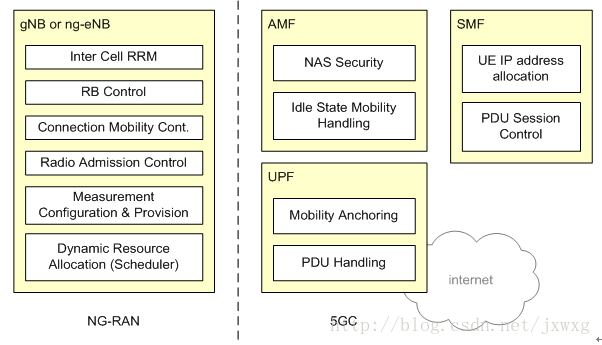 gNB or ng-eNB
Inter Cell RRM
RB Control
Connection Mobility Cont.
Radio Admission Control
Measurement
Configuration & Provision
Dynamic Resource
Allocation (Scheduler)
NG-RAN
AMF
NAS Security
Idle State Mobility
Handling
SMF
UE IP address
allocation
PDU Session
Control
UPF
Mobility Anchoring
PDU Handling
internet
5GC
http://blog.csdn.net/jxwxg